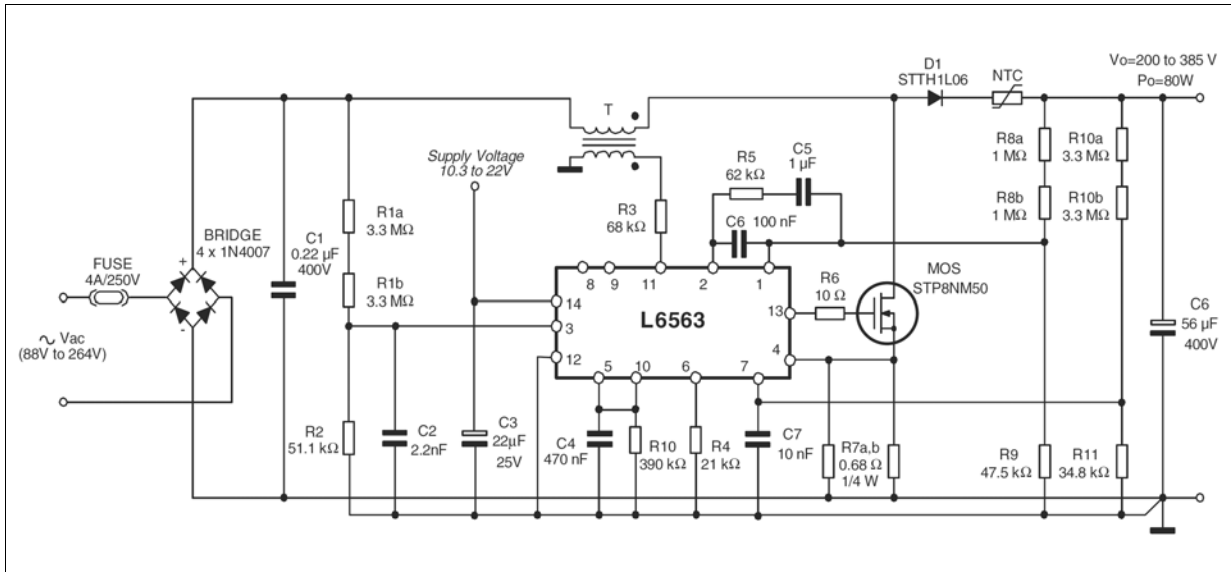 Vo=200 to 385 V
Po=80W
D1
STTH1L06
NTC
T
Supply Voltage
10.3 to 22V
R5
62 kΩ
C5
1 µF
R8a
1 MΩ
R10a
3.3 MΩ
R1a
3.3 MΩ
R3
68 kΩ
C6 100 nF
R8b
1 MΩ
R10b
3.3 MΩ
BRIDGE
4 x 1N4007
+
-
C1
0.22 µF
400V
FUSE
4A/250V
R1b
3.3 MΩ
8
9
11
2
1
MOS
STP8NM50
R6
10 Ω
14
3
12
L6563
13
4
C6
56 µF
400V
~ Vac
(88V to 264V)
5
10
6
7
R2
51.1 kΩ
C2
2.2nF
C3
22µF
25V
C4
470 nF
R10
390 kΩ
R4
21 kΩ
C7
10 nF
R7a,b
0.68 Ω
1/4 W
R9
47.5 kΩ
R11
34.8 kΩ